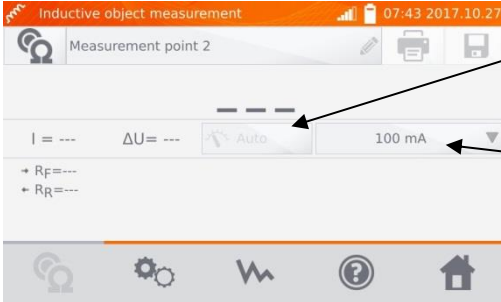 Inductive object measurement 07:43 2017.10.27
Measurement point 2
---
I = --- ΔU= --- Auto 100 mA
→ RF=---
← RR=---